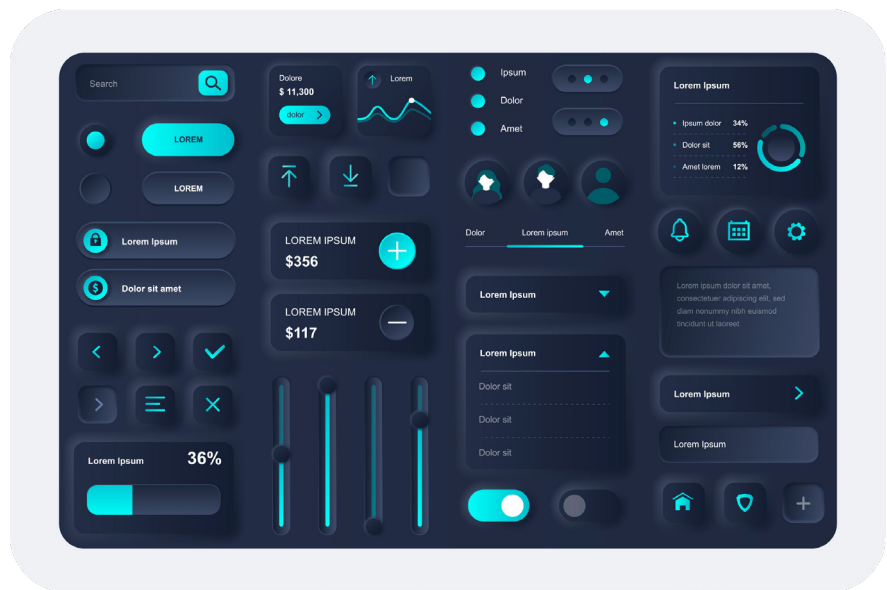 Search
LOREM
LOREM
Lorem Ipsum
$
Dolor sit amet
Lorem Ipsum
36%
Dolore
$ 11,300
dolor
Lorem
LOREM IPSUM
$356
LOREM IPSUM
$117
Ipsum
Dolor
Amet
Dolor
Lorem ipsum
Amet
Lorem Ipsum
Lorem Ipsum
Dolor sit
Dolor sit
Dolor sit
Lorem Ipsum
Ipsum dolor 34%
Dolor sit 56%
Amet lorem 12%
Lorem ipsum dolor sit amet,
consectetuer adipiscing elit, sed
diam nonummy nibh euismod
tincidunt ut laoreet
Lorem Ipsum
Lorem Ipsum